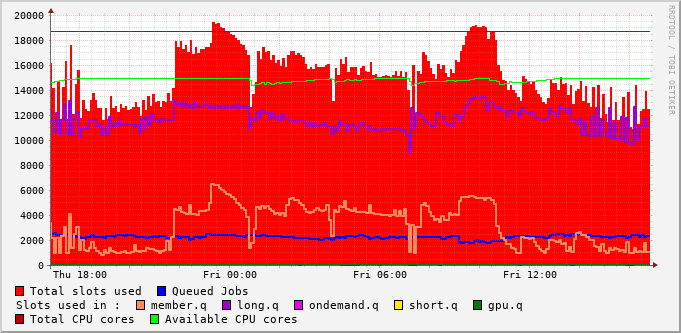 RRDTOOL / TOBI OETIKER
20000
18000
16000
14000
12000
10000
8000
6000
4000
2000
0
Thu 18:00 Fri 00:00 Fri 06:00 Fri 12:00
Total slots used Queued Jobs
Slots used in : member.q long.q ondemand.q short.q gpu.q
Total CPU cores Available CPU cores